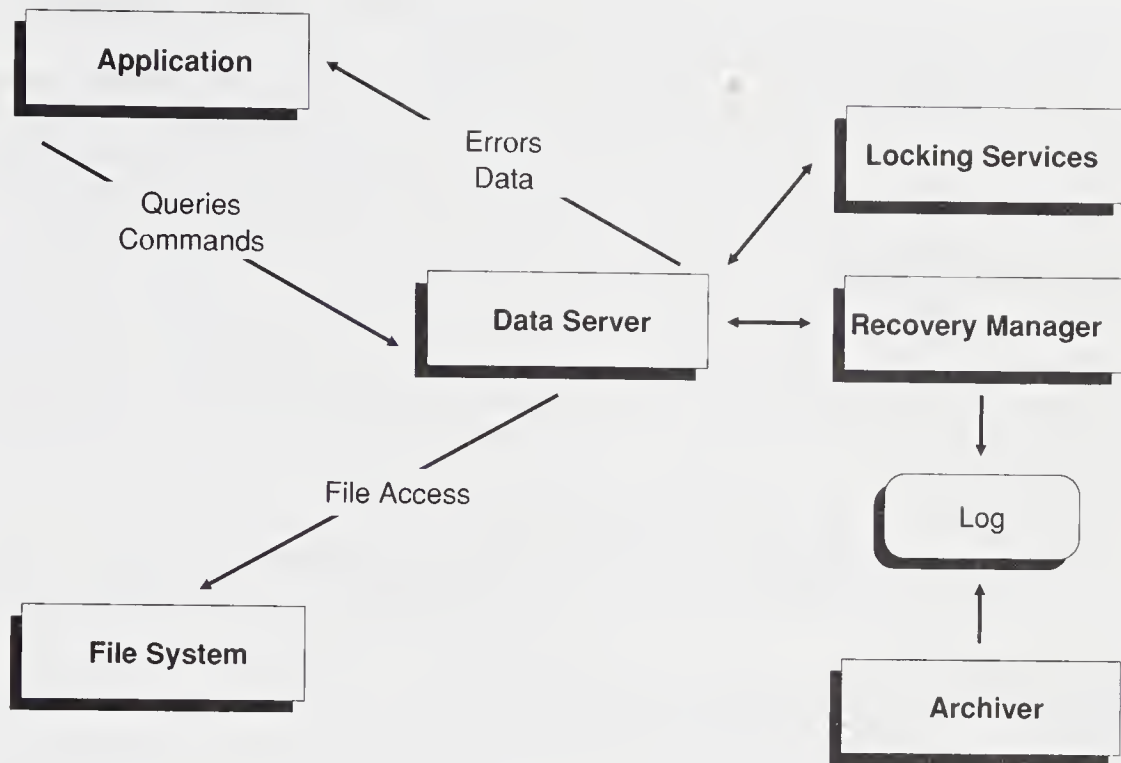 Application
Errors
Data
Locking Services
Queries
Commands
Data Server
Recovery Manager
File Access
Log
File System
Archiver